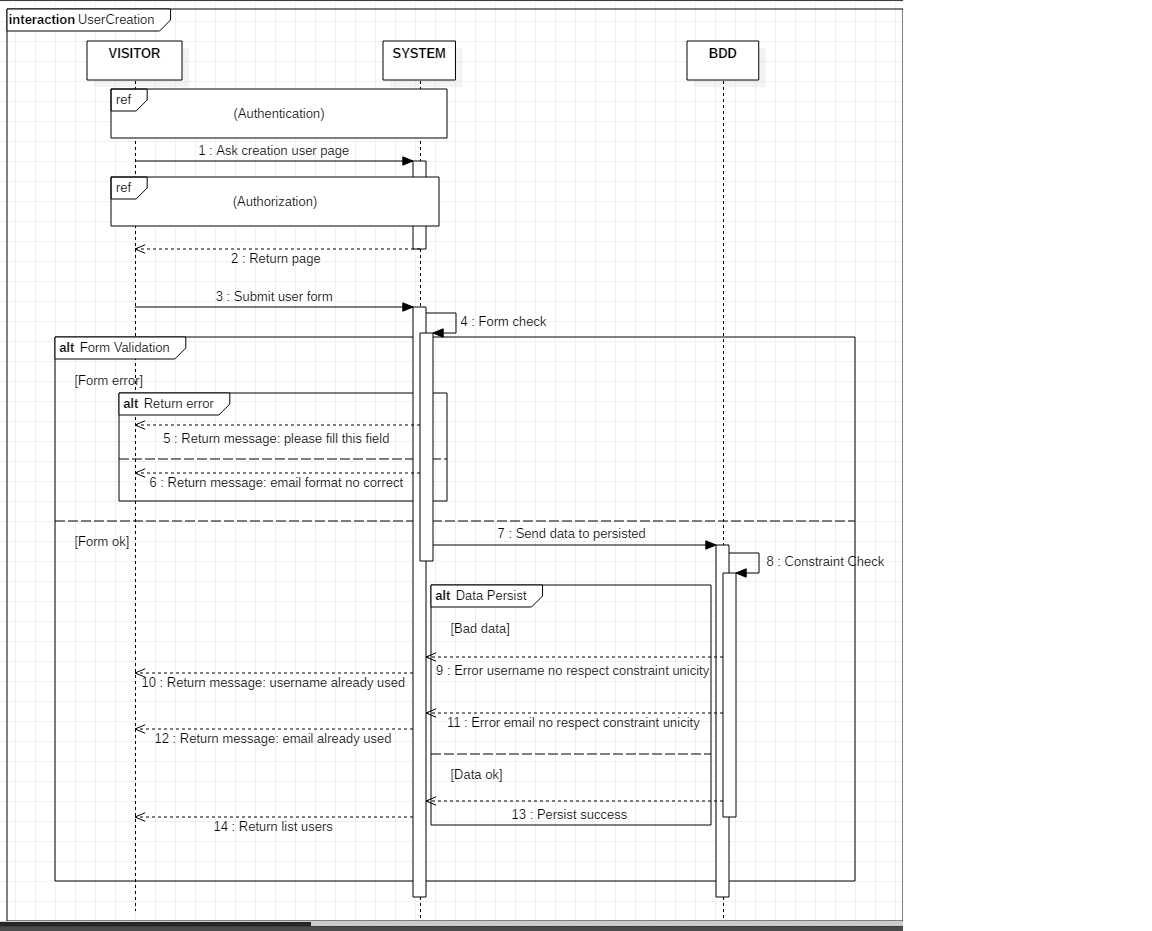 interaction UserCreation
VISITOR
SYSTEM
BDD
ref
(Authentication)
1 : Ask creation user page
ref
(Authorization)
2 : Return page
3 : Submit user form
4 : Form check
alt Form Validation
[Form error]
alt Return error
5 : Return message: please fill this field
6 : Return message: email format no correct
[Form ok]
7 : Send data to persisted
8 : Constraint Check
alt Data Persist
[Bad data]
9 : Error username no respect constraint unicity
10 : Return message: username already used
11 : Error email no respect constraint unicity
12 : Return message: email already used
[Data ok]
13 : Persist success
14 : Return list users